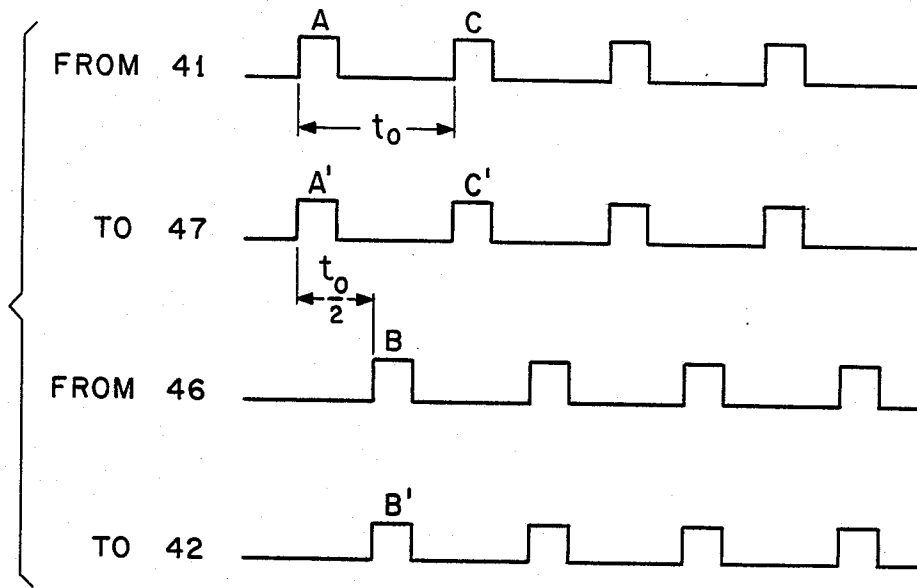 A C
FROM 41
t₀
A' C'
TO 47
t₀
2
B
FROM 46
B'
TO 42